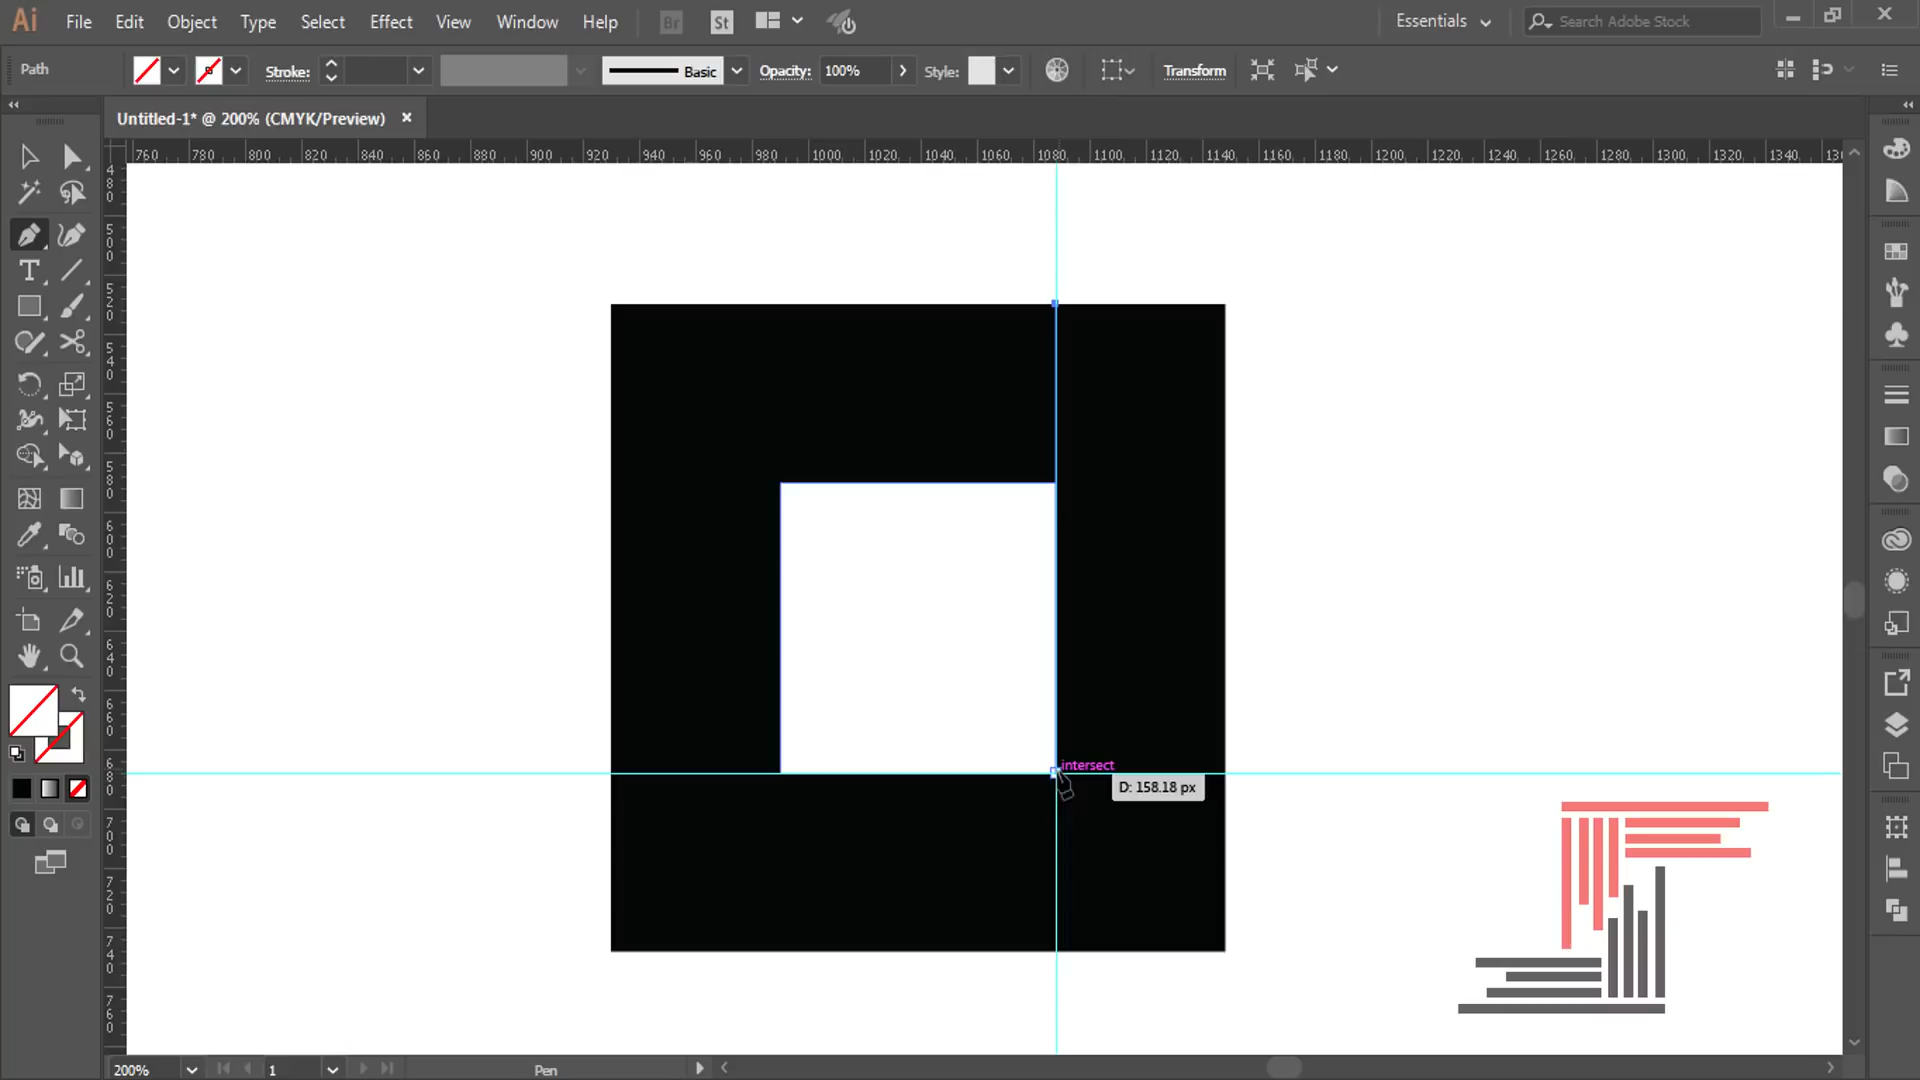 Ai File Edit Object Type Select Effect View Window Help Br St Essentials Search Adobe Stock
Path Stroke: Basic Opacity: 100% Style: Transform
Untitled-1* @ 200% (CMYK/Preview) ×
760 780 800 820 840 860 880 900 920 940 960 980 1000 1020 1040 1060 1080 1100 1120 1140 1160 1180 1200 1220 1240 1260 1280 1300 1320 1340
480
500
520
540
560
580
600
620
640
660
680
700
720
740
760
intersect
D: 158.18 px
200% 1 Pen